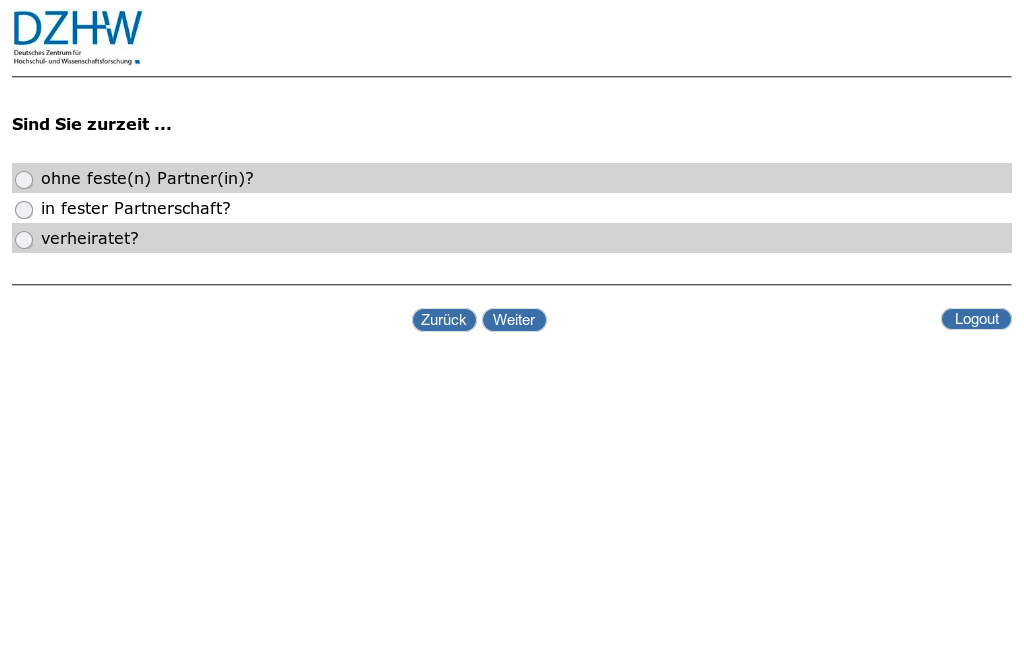 DZHW
Deutsches Zentrum für
Hochschul- und Wissenschaftsforschung
Sind Sie zurzeit ...
ohne feste(n) Partner(in)?
in fester Partnerschaft?
verheiratet?
Zurück Weiter Logout